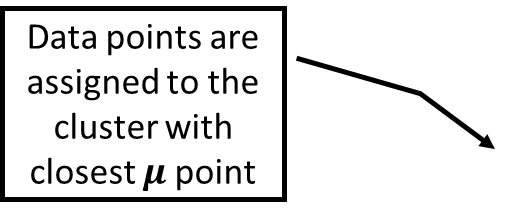 Data points are
assigned to the
cluster with
closest μ point